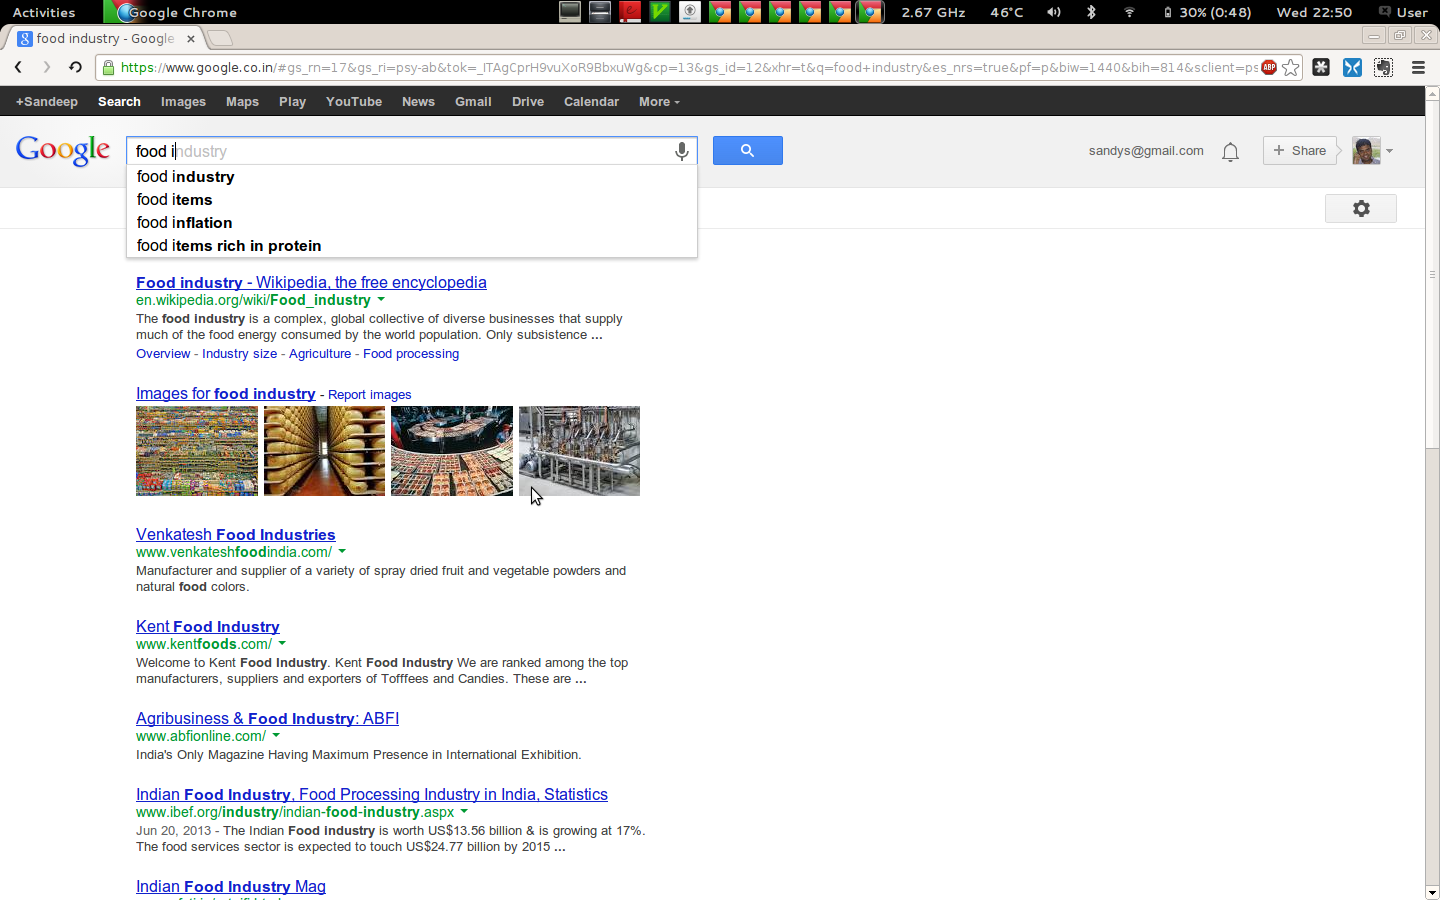 Activities Google Chrome 2.67 GHz 46°C 30% (0:48) Wed 22:50 User
food industry - Google
https://www.google.co.in/#gs_rn=17&gs_ri=psy-ab&tok=_ITAgCprH9vuXoR9BbxuWg&cp=13&gs_id=12&xhr=t&q=food+industry&es_nrs=true&pf=p&biw=1440&bih=814&sclient=ps ABP
+Sandeep Search Images Maps Play YouTube News Gmail Drive Calendar More
Google food industry sandys@gmail.com + Share
food industry
food items
food inflation
food items rich in protein
Food industry - Wikipedia, the free encyclopedia
en.wikipedia.org/wiki/Food_industry
The food industry is a complex, global collective of diverse businesses that supply
much of the food energy consumed by the world population. Only subsistence ...
Overview - Industry size - Agriculture - Food processing
Images for food industry - Report images
Venkatesh Food Industries
www.venkateshfoodindia.com/
Manufacturer and supplier of a variety of spray dried fruit and vegetable powders and
natural food colors.
Kent Food Industry
www.kentfoods.com/
Welcome to Kent Food Industry. Kent Food Industry We are ranked among the top
manufacturers, suppliers and exporters of Tofffees and Candies. These are ...
Agribusiness & Food Industry: ABFI
www.abfionline.com/
India's Only Magazine Having Maximum Presence in International Exhibition.
Indian Food Industry, Food Processing Industry in India, Statistics
www.ibef.org/industry/indian-food-industry.aspx
Jun 20, 2013 - The Indian Food industry is worth US$13.56 billion & is growing at 17%.
The food services sector is expected to touch US$24.77 billion by 2015 ...
Indian Food Industry Mag